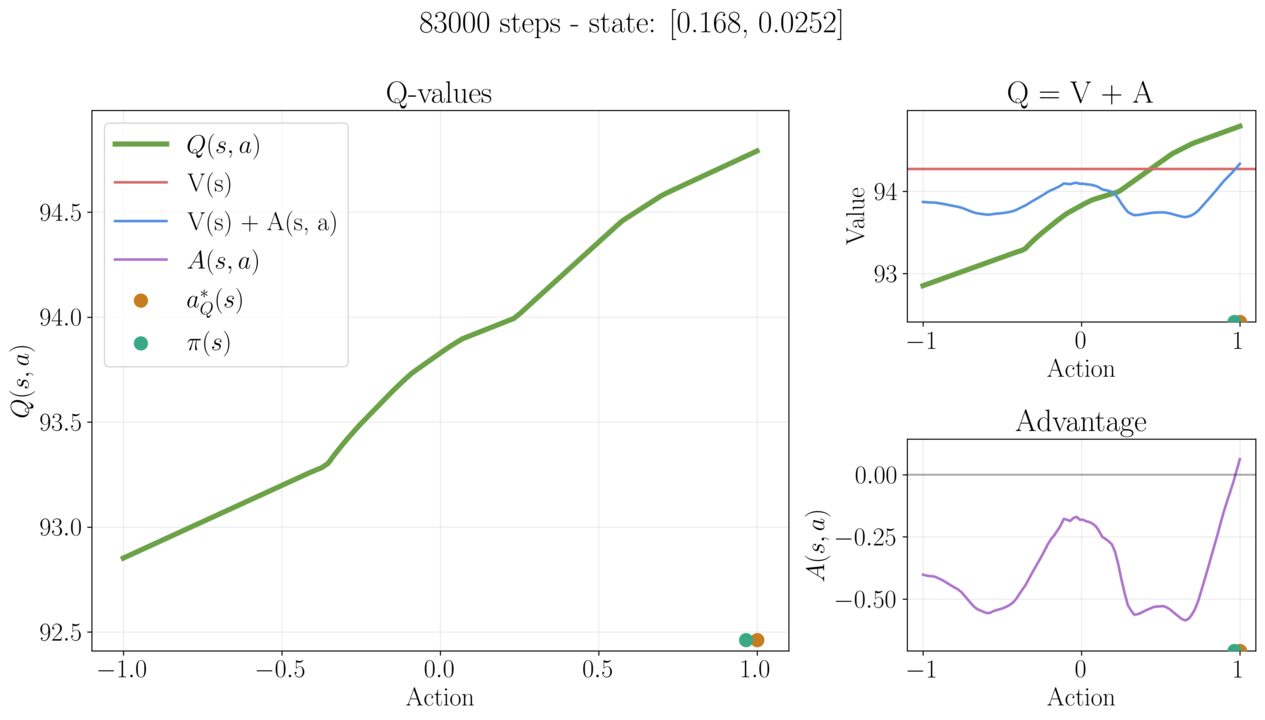 83000 steps - state: [0.168, 0.0252]
Q-values
Q(s, a)
V(s)
V(s) + A(s, a)
A(s, a)
a*Q(s)
π(s)
94.5
94.0
93.5
93.0
92.5
Q(s, a)
−1.0 −0.5 0.0 0.5 1.0
Action
Q = V + A
94
93
Value
−1 0 1
Action
Advantage
0.00
−0.25
−0.50
A(s, a)
−1 0 1
Action